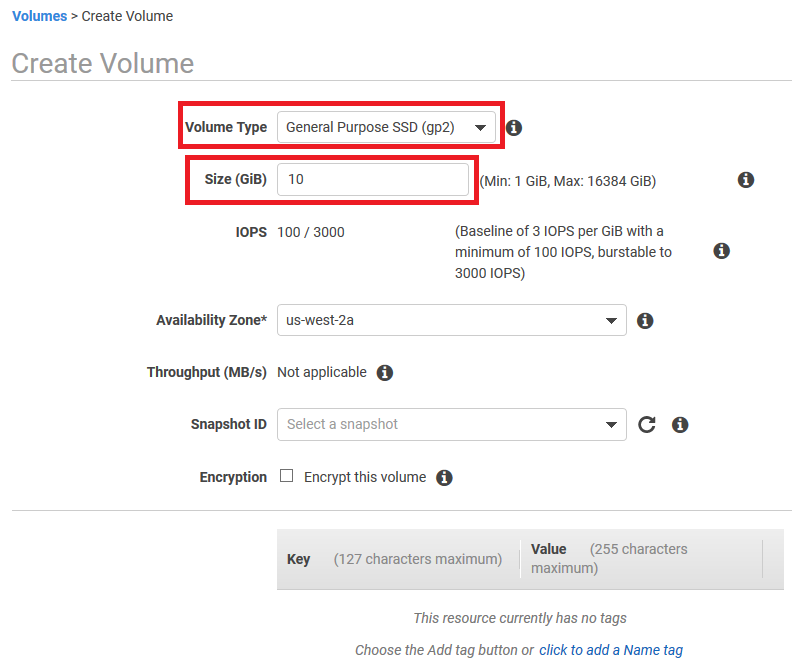 Volumes > Create Volume
Create Volume
Volume Type General Purpose SSD (gp2)
Size (GiB) 10 (Min: 1 GiB, Max: 16384 GiB)
IOPS 100 / 3000 (Baseline of 3 IOPS per GiB with a
minimum of 100 IOPS, burstable to
3000 IOPS)
Availability Zone* us-west-2a
Throughput (MB/s) Not applicable
Snapshot ID Select a snapshot
Encryption Encrypt this volume
Key (127 characters maximum) Value (255 characters
maximum)
This resource currently has no tags
Choose the Add tag button or click to add a Name tag